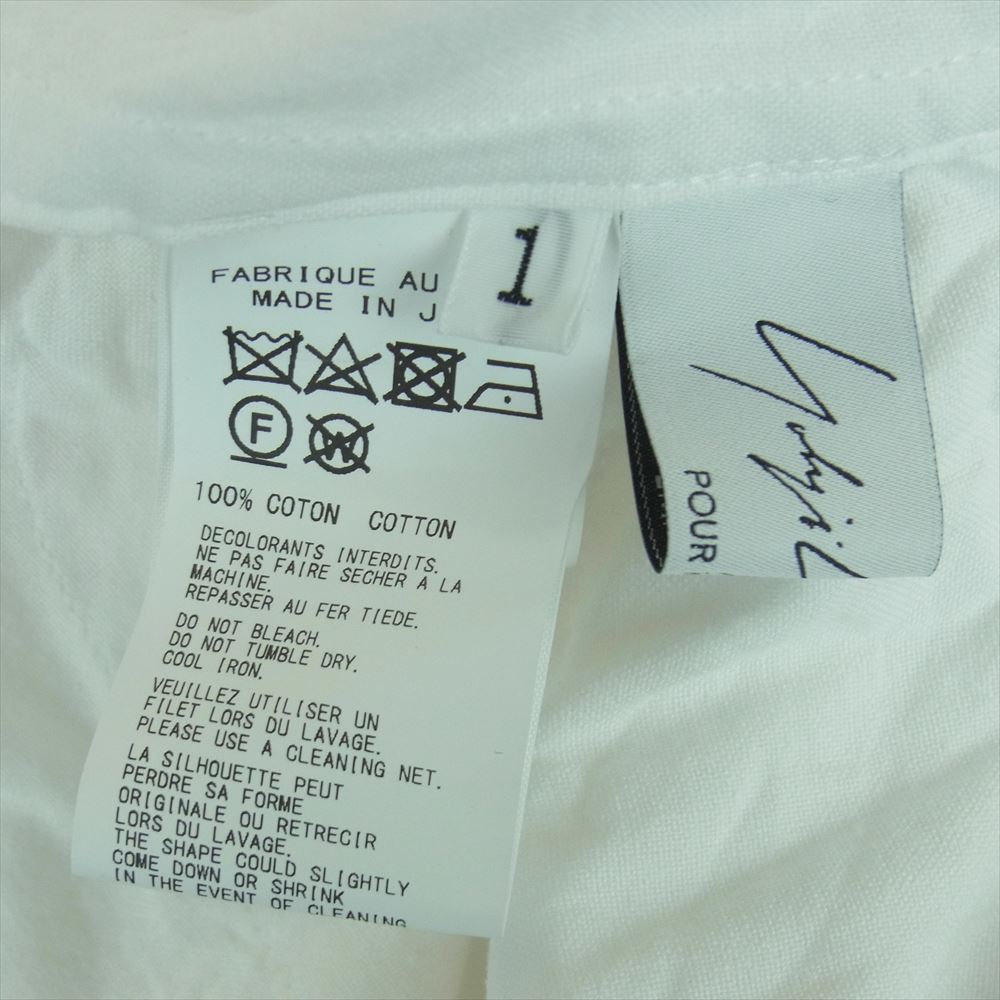 FABRIQUE AU
MADE IN J
1
F
W
100% COTON COTTON
DECOLORANTS INTERDITS.
NE PAS FAIRE SECHER A LA
MACHINE.
REPASSER AU FER TIEDE.
DO NOT BLEACH.
DO NOT TUMBLE DRY.
COOL IRON.
VEUILLEZ UTILISER UN
FILET LORS DU LAVAGE.
PLEASE USE A CLEANING NET.
LA SILHOUETTE PEUT
PERDRE SA FORME
ORIGINALE OU RETRECIR
LORS DU LAVAGE.
THE SHAPE COULD SLIGHTLY
COME DOWN OR SHRINK
IN THE EVENT OF CLEANING
Yohji
POUR